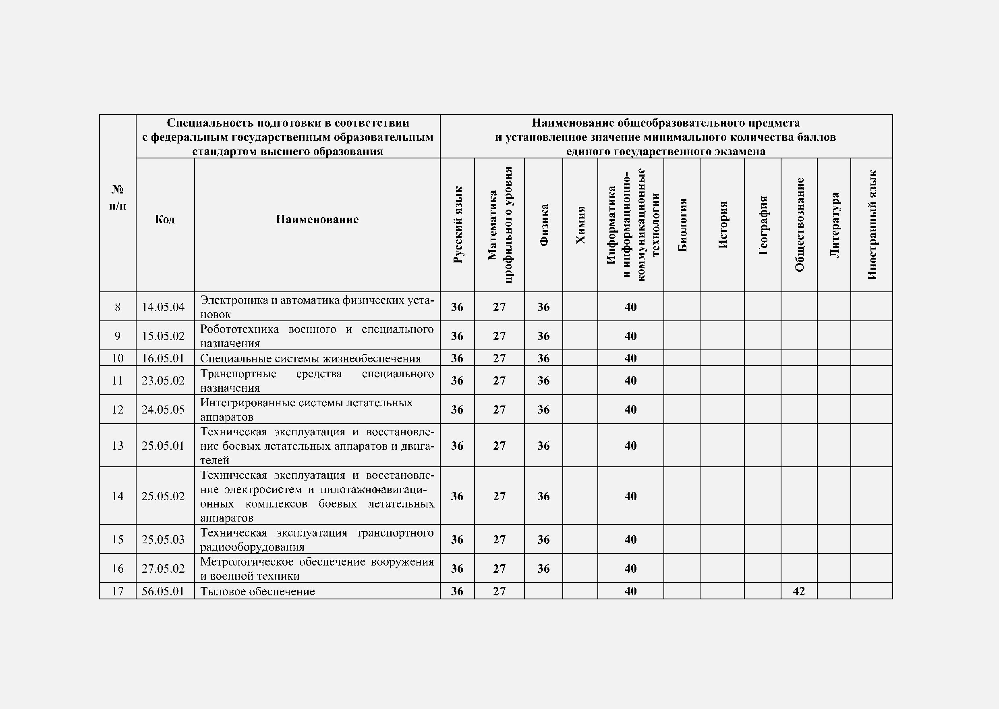 №
п/п
Специальность подготовки в соответствии
с федеральным государственным образовательным
стандартом высшего образования
Наименование общеобразовательного предмета
и установленное значение минимального количества баллов
единого государственного экзамена
Код
Наименование
Русский язык
Математика
профильного уровня
Физика
Химия
Информатика
и информационно-
коммуникационные
технологии
Биология
История
География
Обществознание
Литература
Иностранный язык
8 14.05.04 Электроника и автоматика физических уста-
новок
36 27 36 40
9 15.05.02 Робототехника военного и специального
назначения
36 27 36 40
10 16.05.01 Специальные системы жизнеобеспечения 36 27 36 40
11 23.05.02 Транспортные средства специального
назначения
36 27 36 40
12 24.05.05 Интегрированные системы летательных
аппаратов
36 27 36 40
13 25.05.01 Техническая эксплуатация и восстановле-
ние боевых летательных аппаратов и двига-
телей
36 27 36 40
14 25.05.02 Техническая эксплуатация и восстановле-
ние электросистем и пилотажно-навигаци-
онных комплексов боевых летательных
аппаратов
36 27 36 40
15 25.05.03 Техническая эксплуатация транспортного
радиооборудования
36 27 36 40
16 27.05.02 Метрологическое обеспечение вооружения
и военной техники
36 27 36 40
17 56.05.01 Тыловое обеспечение 36 27 40 42